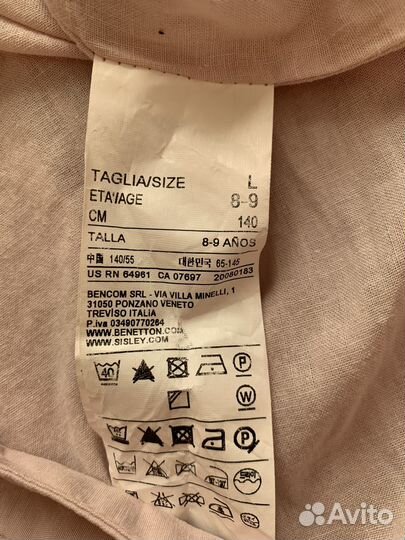 TAGLIA/SIZE L
ETA'/AGE 8-9
CM 140
TALLA 8-9 AÑOS
中国 140/55 대한민국 65-145
US RN 64961 CA 07697 20080183
BENCOM SRL - VIA VILLA MINELLI, 1
31050 PONZANO VENETO
TREVISO ITALIA
P.iva 03490770264
WWW.BENETTON.COM
WWW.SISLEY.COM
40 P
W
Avito